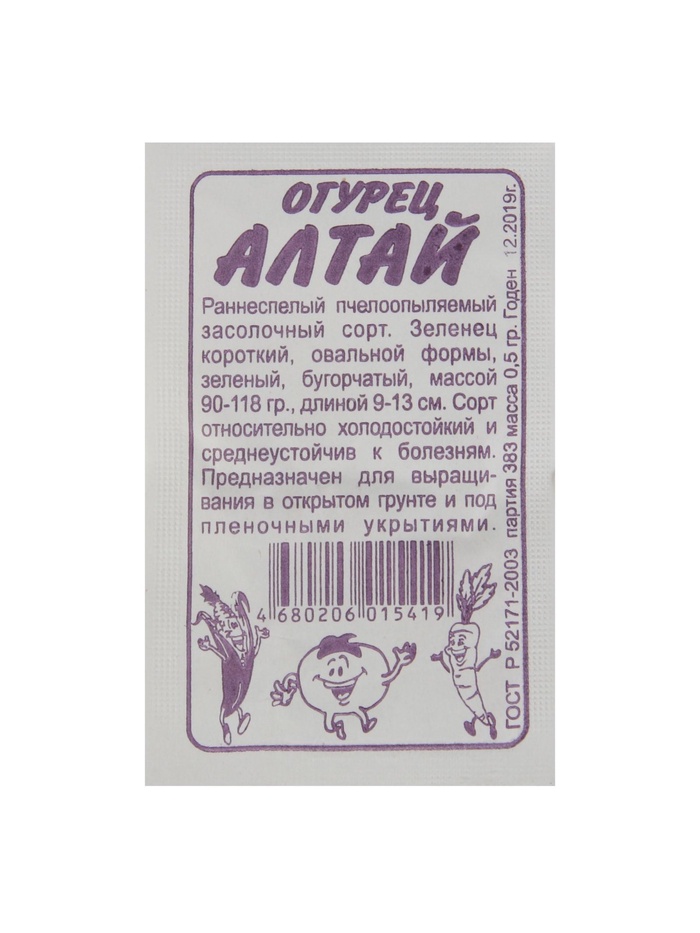 ОГУРЕЦ
АЛТАЙ
Раннеспелый пчелоопыляемый
засолочный сорт. Зеленец
короткий, овальной формы,
зеленый, бугорчатый, массой
90-118 гр., длиной 9-13 см. Сорт
относительно холодостойкий и
среднеустойчив к болезням.
Предназначен для выращи-
вания в открытом грунте и под
пленочными укрытиями.
4 680206 015419
ГОСТ Р 52171-2003 партия 383 масса 0,5 гр. Годен 12.2019г.